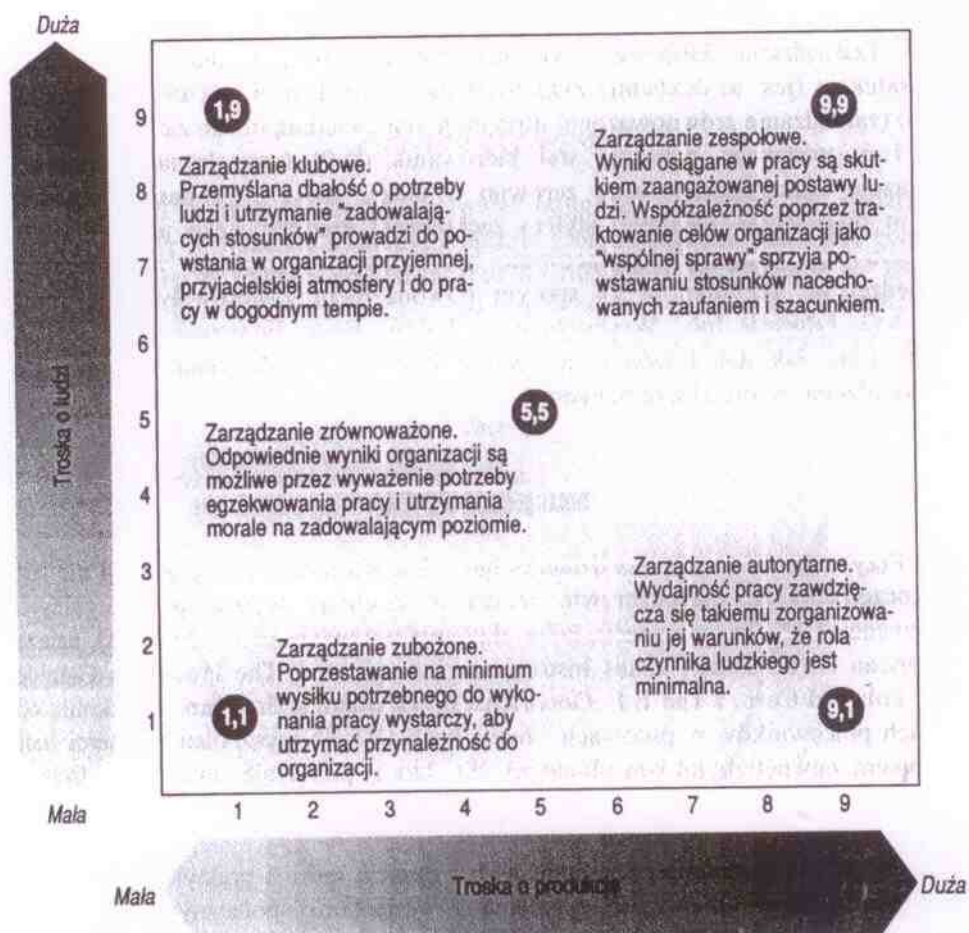 Duża
9
8
7
6
5
4
3
2
1
Mała
Troska o ludzi
1,9
Zarządzanie klubowe.
Przemyślana dbałość o potrzeby
ludzi i utrzymanie "zadowalają-
cych stosunków" prowadzi do po-
wstania w organizacji przyjemnej,
przyjacielskiej atmosfery i do pra-
cy w dogodnym tempie.
9,9
Zarządzanie zespołowe.
Wyniki osiągane w pracy są skut-
kiem zaangażowanej postawy lu-
dzi. Współzależność poprzez tra-
ktowanie celów organizacji jako
"wspólnej sprawy" sprzyja po-
wstawaniu stosunków nacecho-
wanych zaufaniem i szacunkiem.
5,5
Zarządzanie zrównoważone.
Odpowiednie wyniki organizacji są
możliwe przez wyważenie potrzeby
egzekwowania pracy i utrzymania
morale na zadowalającym poziomie.
1,1
Zarządzanie zubożone.
Poprzestawanie na minimum
wysiłku potrzebnego do wyko-
nania pracy wystarczy, aby
utrzymać przynależność do
organizacji.
Zarządzanie autorytarne.
Wydajność pracy zawdzię-
cza się takiemu zorganizowa-
niu jej warunków, że rola
czynnika ludzkiego jest
minimalna.
9,1
1 2 3 4 5 6 7 8 9
Mała Troska o produkcję Duża